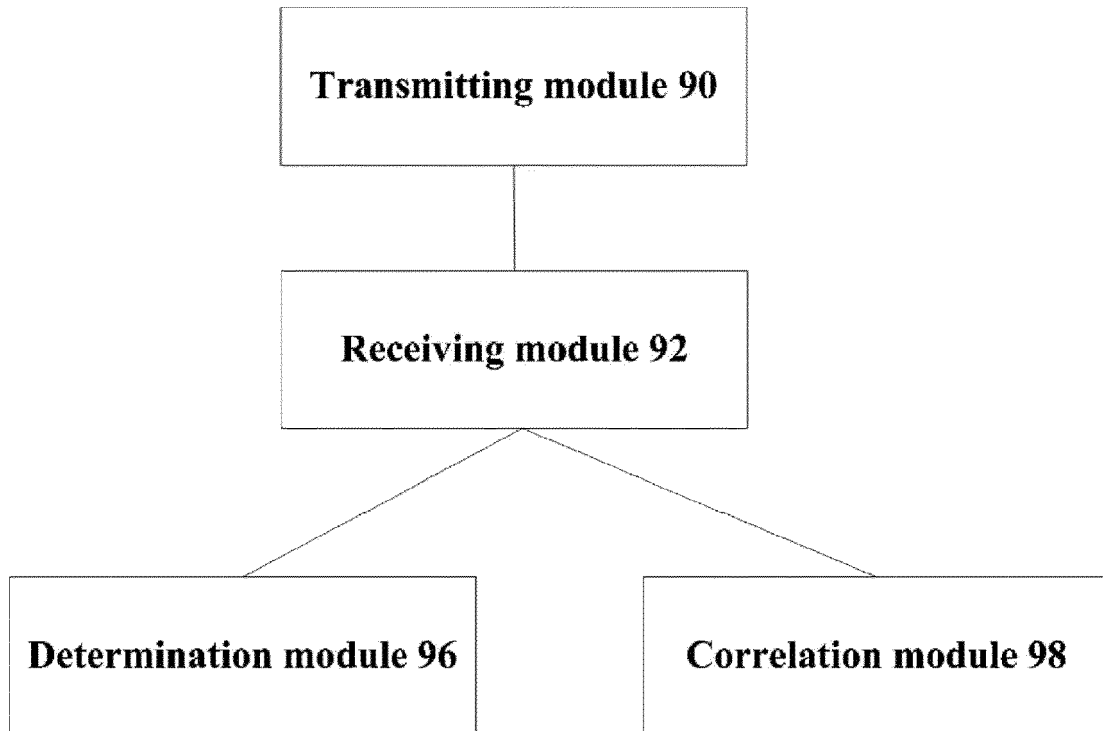 Transmitting module 90
Receiving module 92
Determination module 96
Correlation module 98